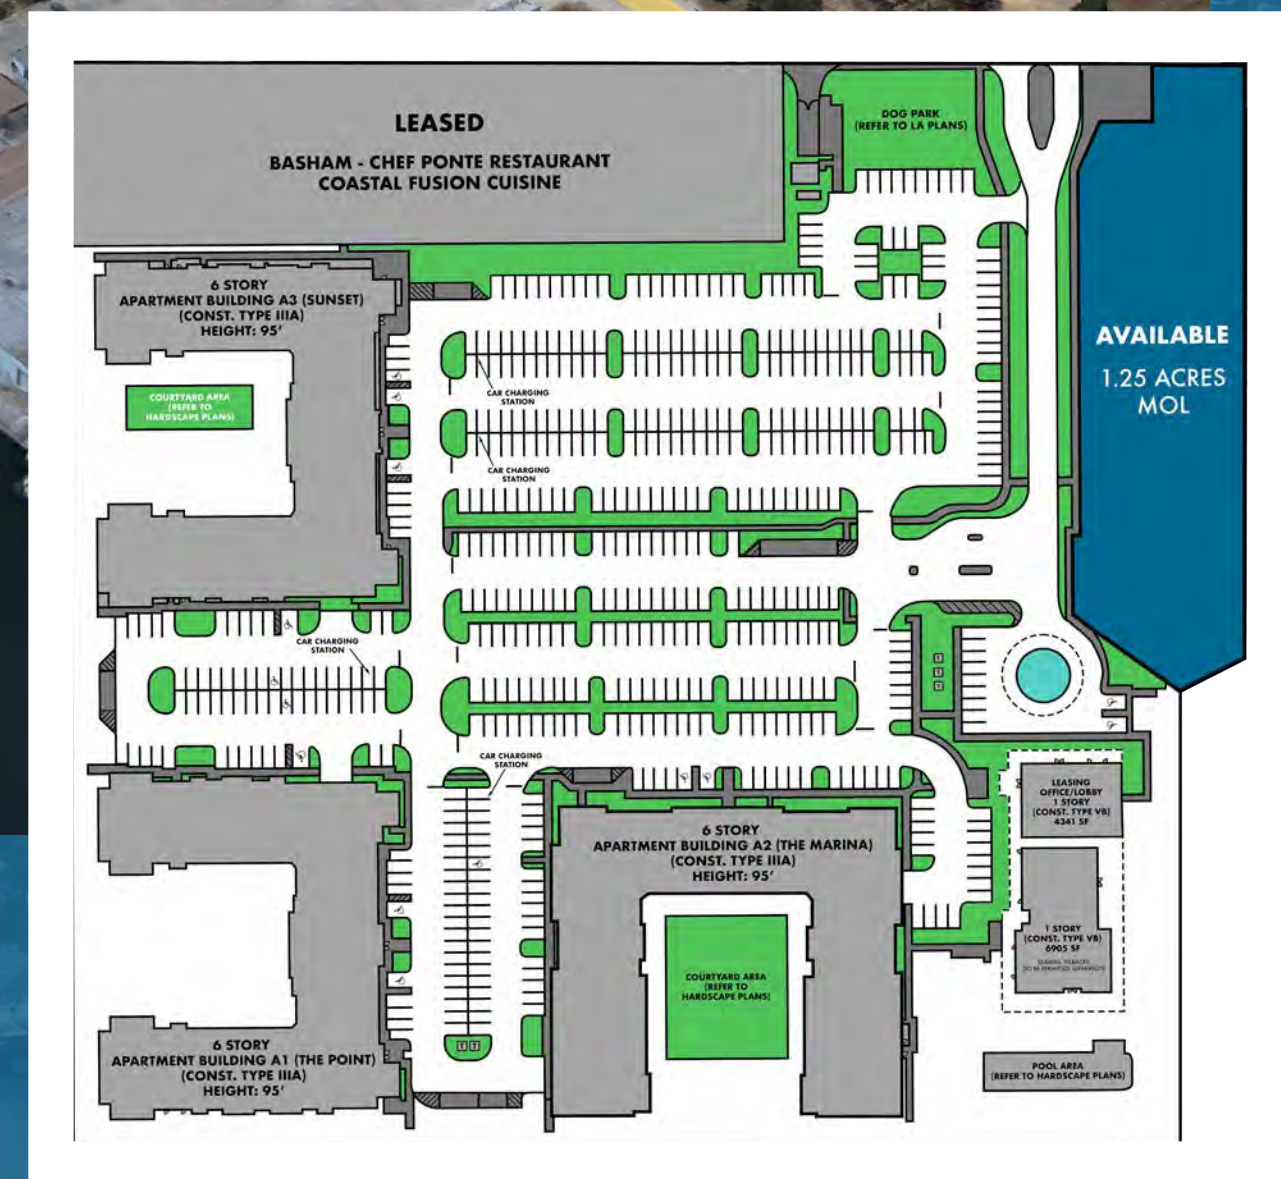 LEASED
BASHAM - CHEF PONTE RESTAURANT
COASTAL FUSION CUISINE
DOG PARK
(REFER TO LA PLANS)
6 STORY
APARTMENT BUILDING A3 (SUNSET)
(CONST. TYPE IIIA)
HEIGHT: 95'
AVAILABLE
1.25 ACRES
MOL
COURTYARD AREA
(REFER TO
HARDSCAPE PLANS)
CAR CHARGING
STATION
CAR CHARGING
STATION
CAR CHARGING
STATION
CAR CHARGING
STATION
LEASING
OFFICE/LOBBY
1 STORY
(CONST. TYPE VB)
4341 SF
6 STORY
APARTMENT BUILDING A2 (THE MARINA)
(CONST. TYPE IIIA)
HEIGHT: 95'
1 STORY
(CONST. TYPE VB)
6905 SF
COURTYARD AREA
(REFER TO
HARDSCAPE PLANS)
6 STORY
APARTMENT BUILDING A1 (THE POINT)
(CONST. TYPE IIIA)
HEIGHT: 95'
POOL AREA
(REFER TO HARDSCAPE PLANS)